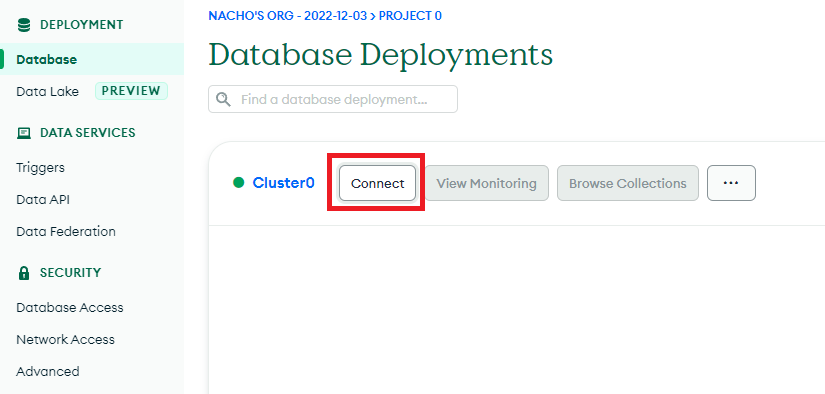 DEPLOYMENT
Database
Data Lake PREVIEW
DATA SERVICES
Triggers
Data API
Data Federation
SECURITY
Database Access
Network Access
Advanced
NACHO'S ORG - 2022-12-03 > PROJECT 0
Database Deployments
Find a database deployment...
Cluster0 Connect View Monitoring Browse Collections ...